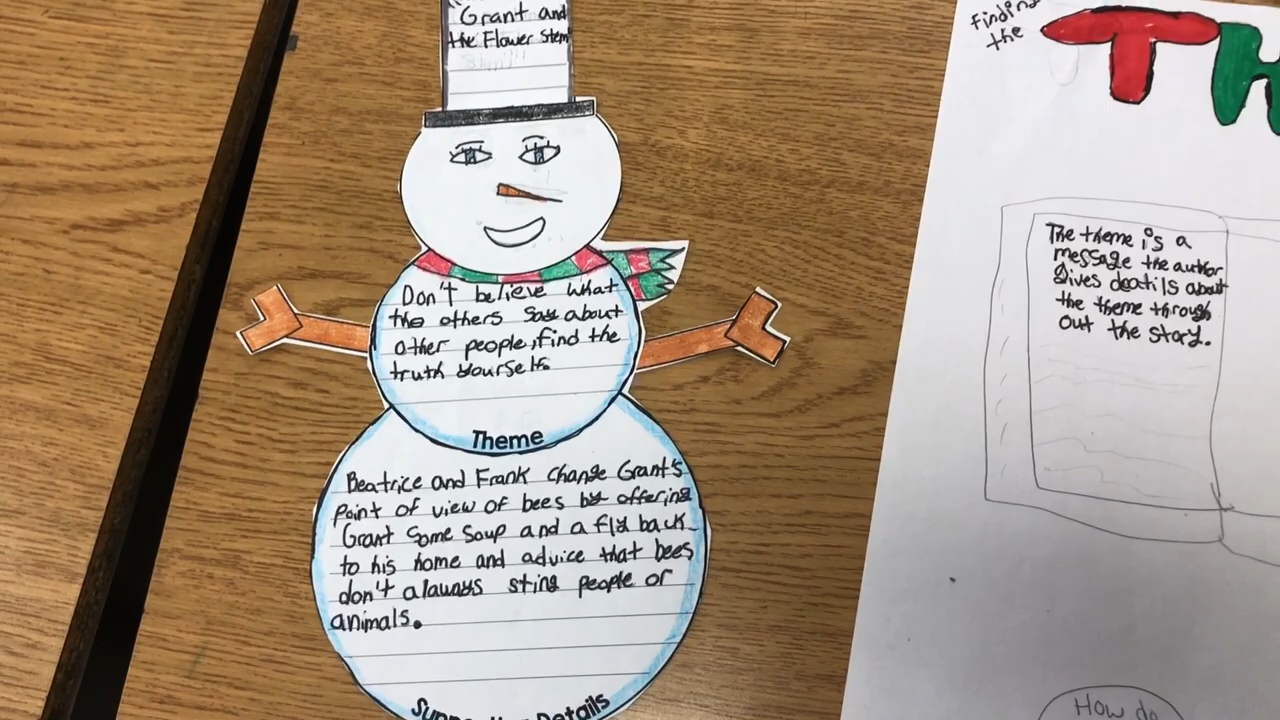 "Grant and
the Flower Stem
Don't believe what
the others say about
other people, find the
truth yourself.
Theme
Beatrice and Frank change Grant's
point of view of bees by offering
Grant some soup and a fly back
to his home and advice that bees
don't alaways sting people or
animals.
Supporting Details
Finding
the
TH
The theme is a
message the author
gives deatils about
the theme through
out the story.
How do